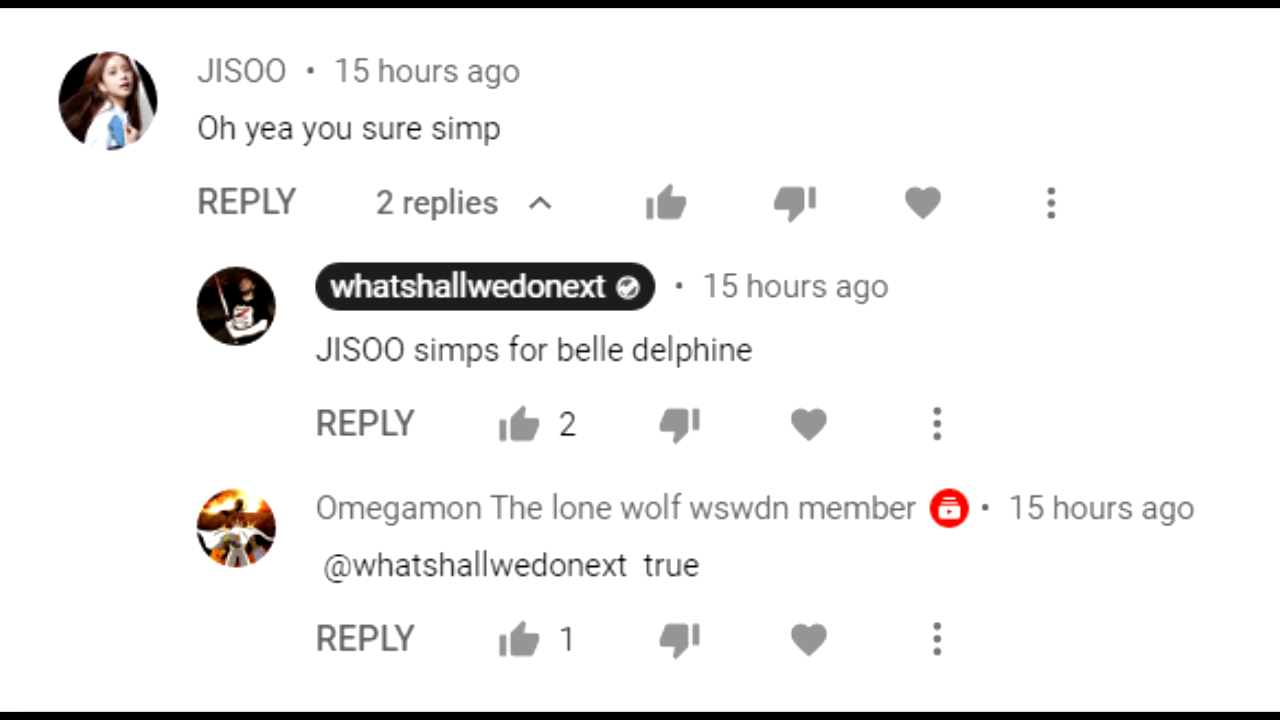 JISOO • 15 hours ago
Oh yea you sure simp
REPLY 2 replies
whatshallwedonext • 15 hours ago
JISOO simps for belle delphine
REPLY 2
Omegamon The lone wolf wswdn member • 15 hours ago
@whatshallwedonext true
REPLY 1